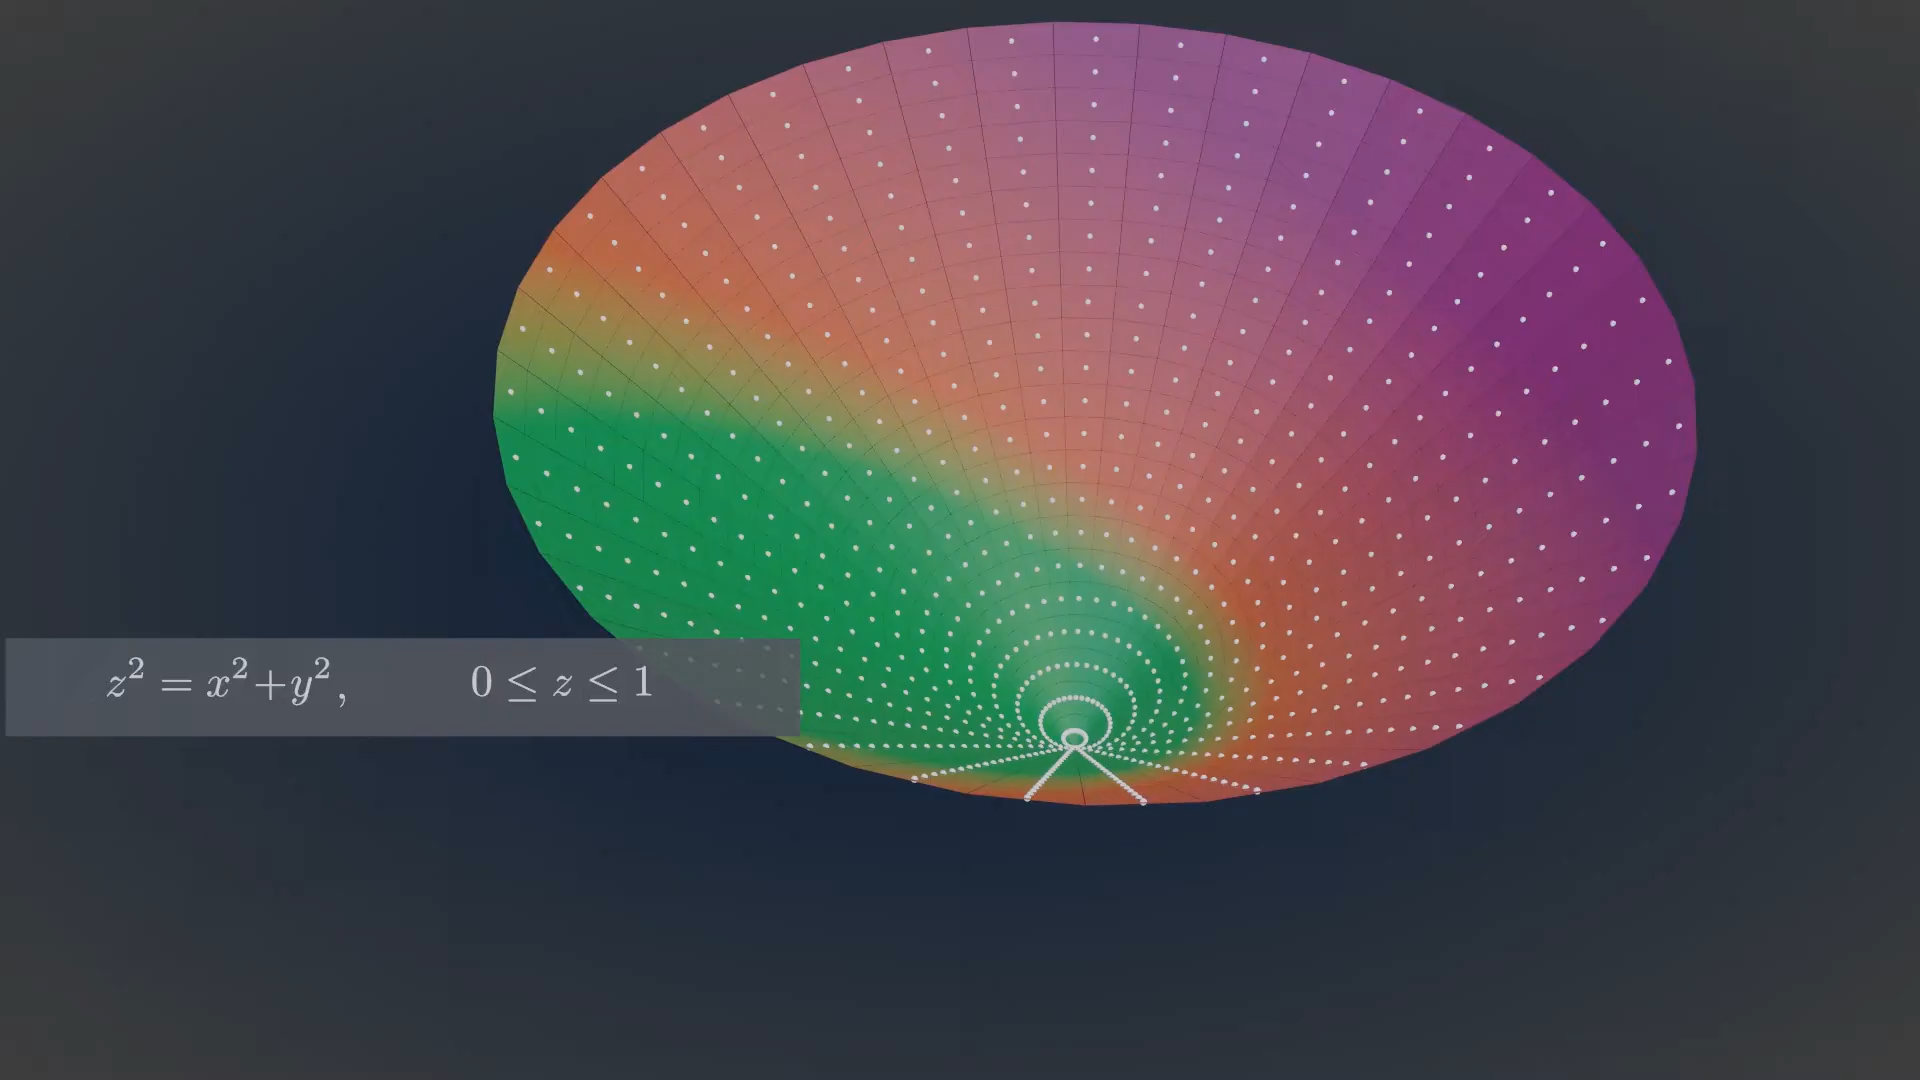 z² = x²+y², 0 ≤ z ≤ 1